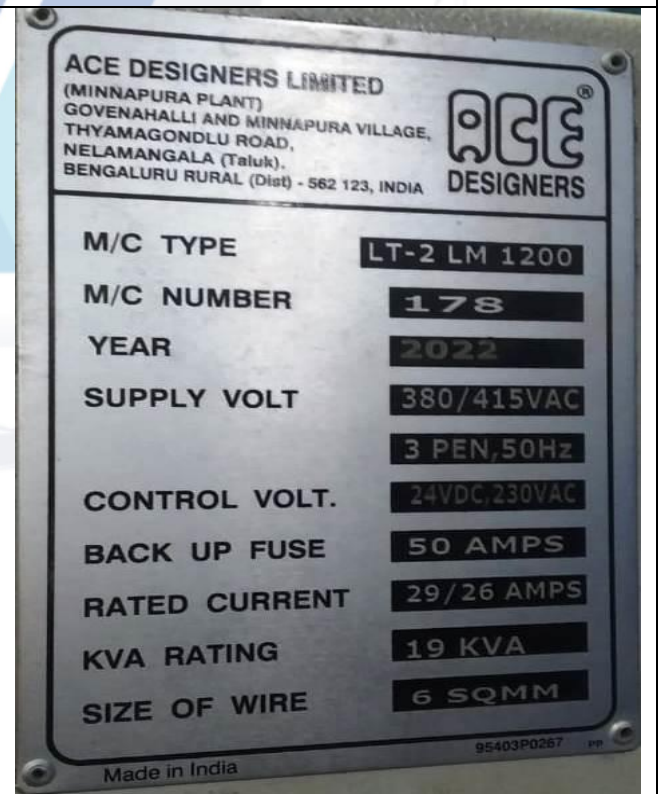 ACE DESIGNERS LIMITED
(MINNAPURA PLANT)
GOVENAHALLI AND MINNAPURA VILLAGE,
THYAMAGONDLU ROAD,
NELAMANGALA (Taluk),
BENGALURU RURAL (Dist) - 562 123, INDIA
ACE®
DESIGNERS
M/C TYPE LT-2 LM 1200
M/C NUMBER 178
YEAR 2022
SUPPLY VOLT 380/415VAC
3 PEN,50Hz
CONTROL VOLT. 24VDC,230VAC
BACK UP FUSE 50 AMPS
RATED CURRENT 29/26 AMPS
KVA RATING 19 KVA
SIZE OF WIRE 6 SQMM
95403P0267 PP
Made in India